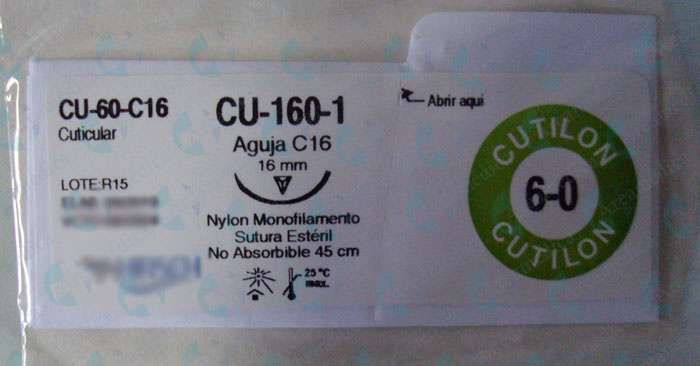 CU-60-C16
Cuticular
LOTE:R15
CU-160-1
Aguja C16
16 mm
Nylon Monofilamento
Sutura Estéril
No Absorbible 45 cm
25 °C
MAX.
Abrir aqui
CUTILON
6-0
CUTILON